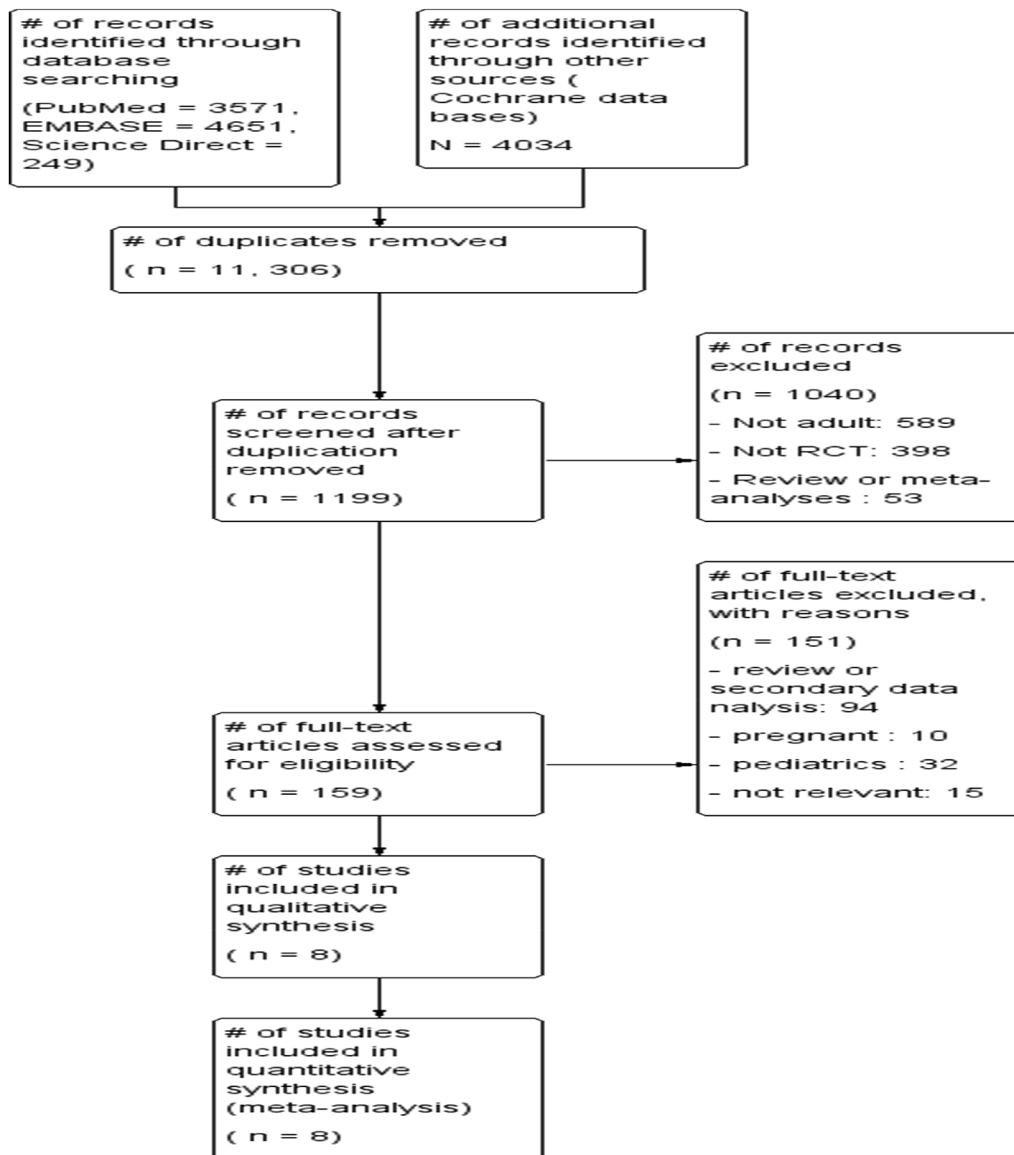 # of records
identified through
database
searching
(PubMed = 3571,
EMBASE = 4651,
Science Direct =
249)
# of additional
records identified
through other
sources (
Cochrane data
bases)
N = 4034
# of duplicates removed
( n = 11, 306)
# of records
screened after
duplication
removed
( n = 1199)
# of records
excluded
(n = 1040)
- Not adult: 589
- Not RCT: 398
- Review or meta-
analyses : 53
# of full-text
articles excluded,
with reasons
(n = 151)
- review or
secondary data
nalysis: 94
- pregnant : 10
- pediatrics : 32
- not relevant: 15
# of full-text
articles assessed
for eligibility
( n = 159)
# of studies
included in
qualitative
synthesis
( n = 8)
# of studies
included in
quantitative
synthesis
(meta-analysis)
( n = 8)